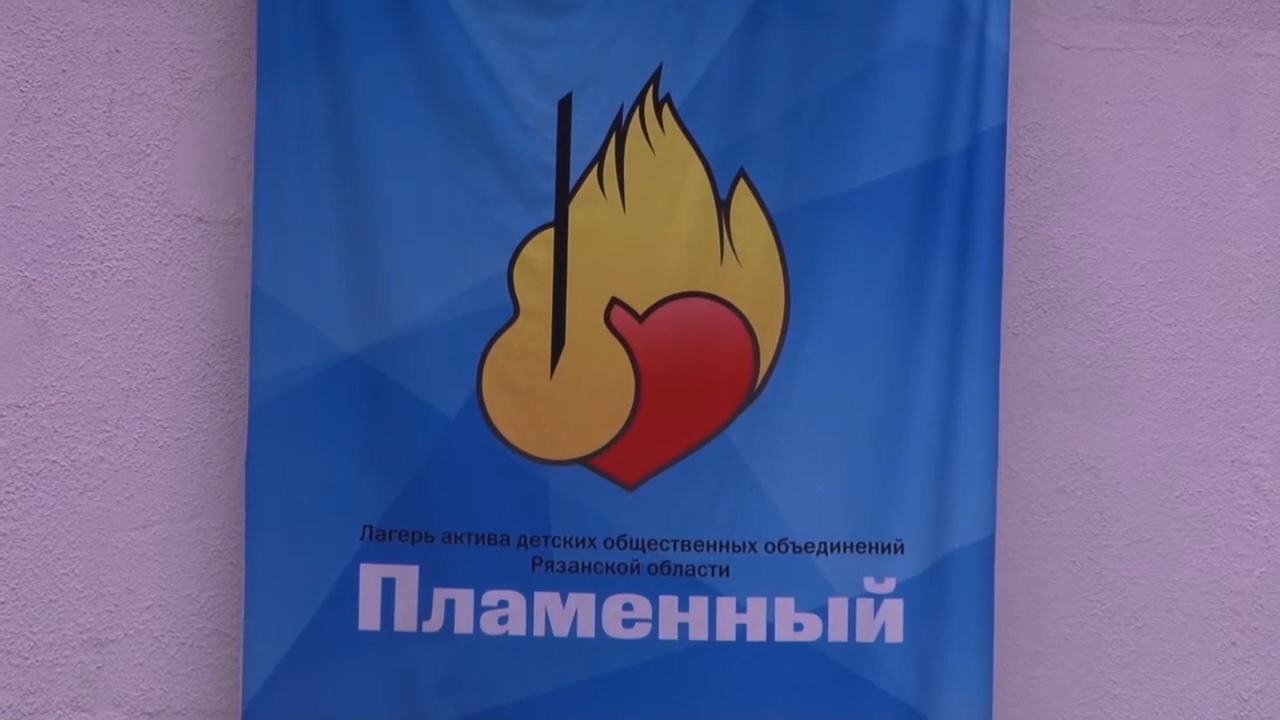 Лагерь актива детских общественных объединений
Рязанской области
Пламенный